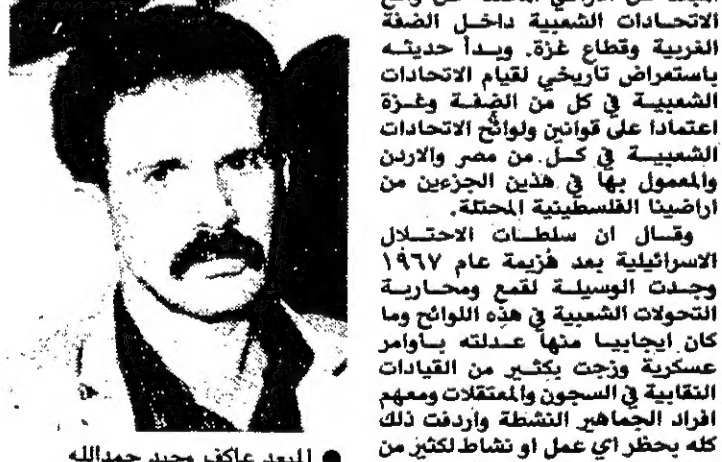 الاتحادات الشعبية داخل الضفة
الغربية وقطاع غزة. ويبدأ حديثه
باستعراض تاريخي لقيام الاتحادات
الشعبية في كل من الضفة وغزة
اعتمادا على قوانين ولوائح الاتحادات
الشعبية في كل من مصر والاردن
والمعمول بها في هذين الجزءين من
اراضينا الفلسطينية المحتلة.
وقال ان سلطات الاحتلال
الاسرائيلية بعد هزيمة عام ١٩٦٧
وجدت الوسيلة لقمع ومحاربة
التحولات الشعبية في هذه اللوائح وما
كان ايجابيا منها عدلته بأوامر
عسكرية وزجت بكثير من القيادات
النقابية في السجون والمعتقلات ومعهم
افراد الجماهير النشطة واردفت ذلك
كله بحظر اي عمل او نشاط لكثير من
● المبعد عاكف وحيد حمدالله